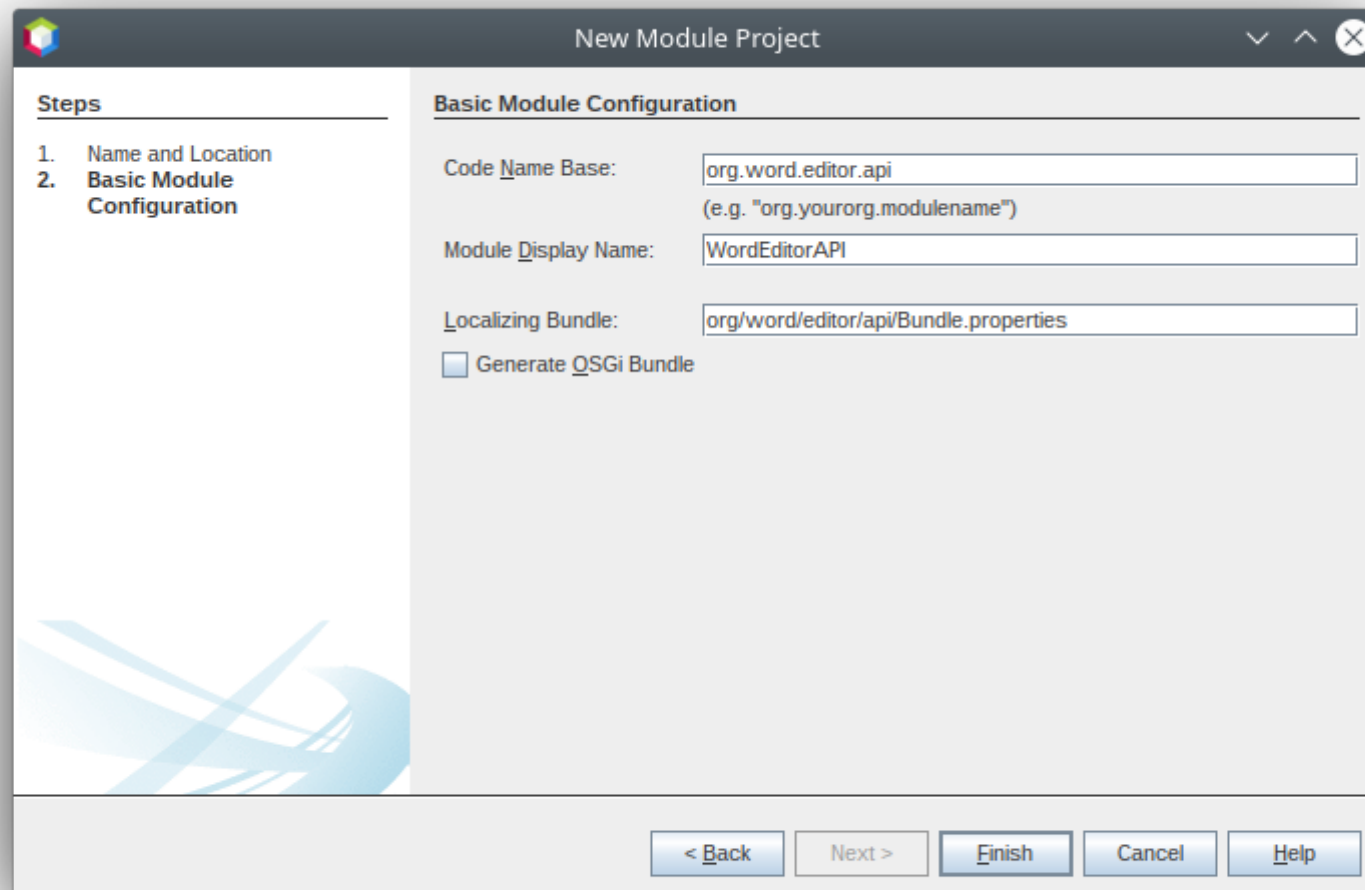 New Module Project
Steps
1. Name and Location
2. Basic Module
Configuration
Basic Module Configuration
Code Name Base: org.word.editor.api
(e.g. "org.yourorg.modulename")
Module Display Name: WordEditorAPI
Localizing Bundle: org/word/editor/api/Bundle.properties
Generate OSGi Bundle
< Back Next > Finish Cancel Help